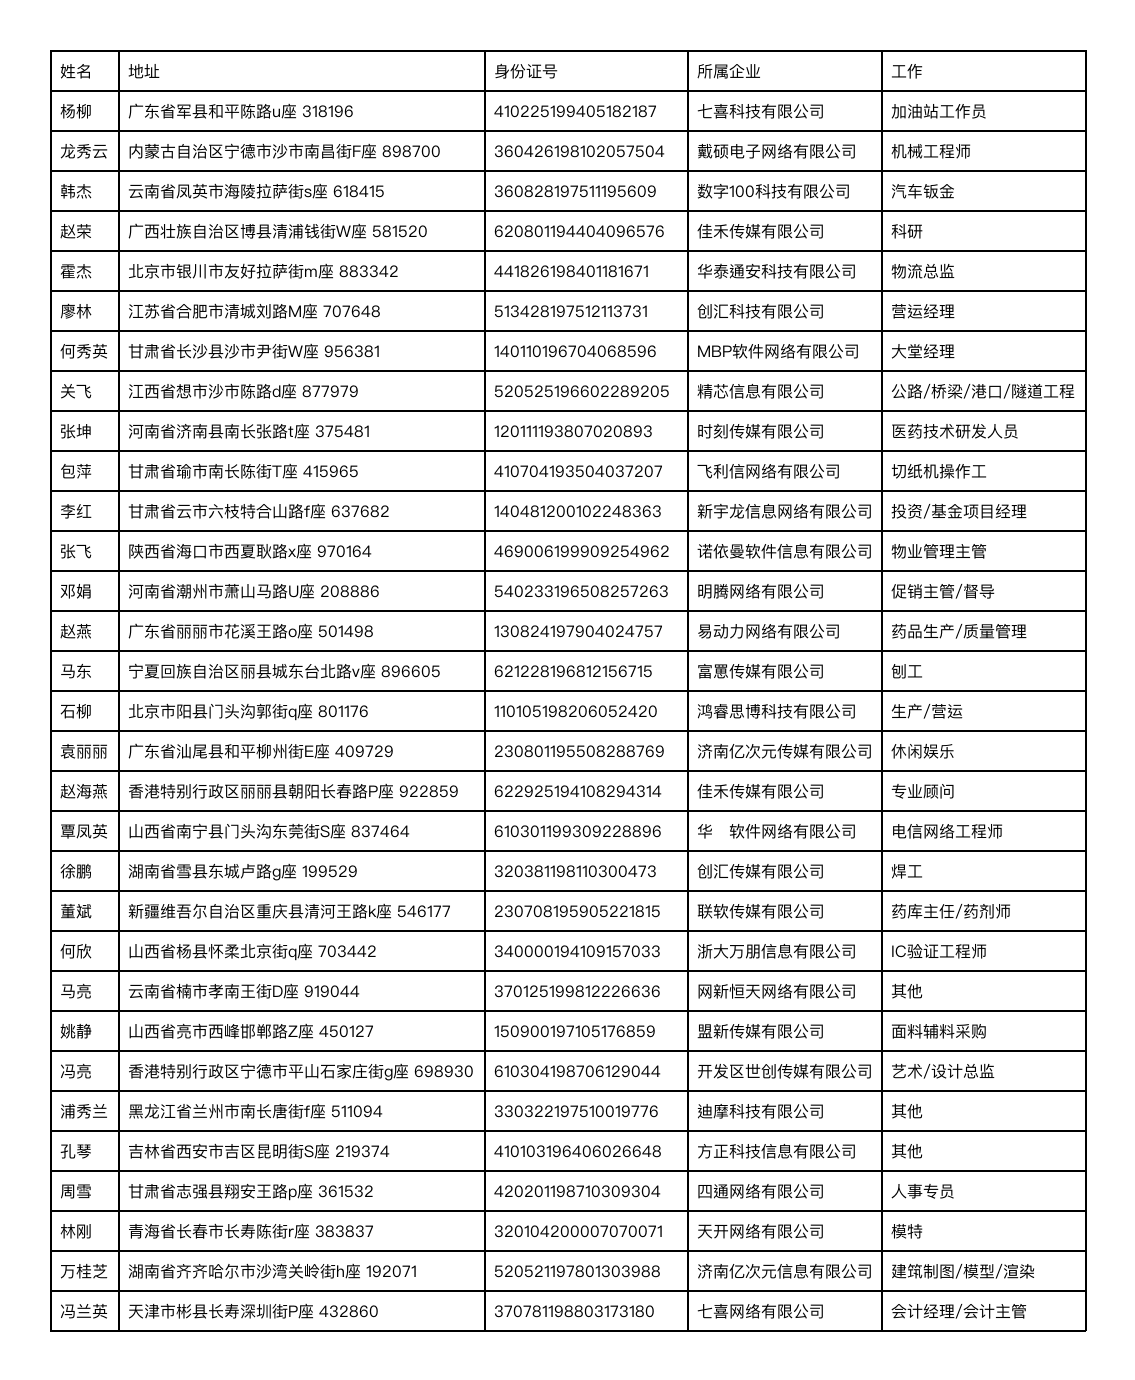 姓名 地址 身份证号 所属企业 工作
杨柳 广东省军县和平陈路u座 318196 410225199405182187 七喜科技有限公司 加油站工作员
龙秀云 内蒙古自治区宁德市沙市南昌街F座 898700 360426198102057504 戴硕电子网络有限公司 机械工程师
韩杰 云南省凤英市海陵拉萨街s座 618415 360828197511195609 数字100科技有限公司 汽车钣金
赵荣 广西壮族自治区博县清浦钱街W座 581520 620801194404096576 佳禾传媒有限公司 科研
霍杰 北京市银川市友好拉萨街m座 883342 441826198401181671 华泰通安科技有限公司 物流总监
廖林 江苏省合肥市清城刘路M座 707648 513428197512113731 创汇科技有限公司 营运经理
何秀英 甘肃省长沙县沙市尹街W座 956381 140110196704068596 MBP软件网络有限公司 大堂经理
关飞 江西省想市沙市陈路d座 877979 520525196602289205 精芯信息有限公司 公路/桥梁/港口/隧道工程
张坤 河南省济南县南长张路t座 375481 120111193807020893 时刻传媒有限公司 医药技术研发人员
包萍 甘肃省瑜市南长陈街T座 415965 410704193504037207 飞利信网络有限公司 切纸机操作工
李红 甘肃省云市六枝特合山路f座 637682 140481200102248363 新宇龙信息网络有限公司 投资/基金项目经理
张飞 陕西省海口市西夏耿路x座 970164 469006199909254962 诺依曼软件信息有限公司 物业管理主管
邓娟 河南省潮州市萧山马路U座 208886 540233196508257263 明腾网络有限公司 促销主管/督导
赵燕 广东省丽丽市花溪王路o座 501498 130824197904024757 易动力网络有限公司 药品生产/质量管理
马东 宁夏回族自治区丽县城东台北路v座 896605 621228196812156715 富罳传媒有限公司 刨工
石柳 北京市阳县门头沟郭街q座 801176 110105198206052420 鸿睿思博科技有限公司 生产/营运
袁丽丽 广东省汕尾县和平柳州街E座 409729 230801195508288769 济南亿次元传媒有限公司 休闲娱乐
赵海燕 香港特别行政区丽丽县朝阳长春路P座 922859 622925194108294314 佳禾传媒有限公司 专业顾问
覃凤英 山西省南宁县门头沟东莞街S座 837464 610301199309228896 华　软件网络有限公司 电信网络工程师
徐鹏 湖南省雪县东城卢路g座 199529 320381198110300473 创汇传媒有限公司 焊工
董斌 新疆维吾尔自治区重庆县清河王路k座 546177 230708195905221815 联软传媒有限公司 药库主任/药剂师
何欣 山西省杨县怀柔北京街q座 703442 340000194109157033 浙大万朋信息有限公司 IC验证工程师
马亮 云南省楠市孝南王街D座 919044 370125199812226636 网新恒天网络有限公司 其他
姚静 山西省亮市西峰邯郸路Z座 450127 150900197105176859 盟新传媒有限公司 面料辅料采购
冯亮 香港特别行政区宁德市平山石家庄街g座 698930 610304198706129044 开发区世创传媒有限公司 艺术/设计总监
浦秀兰 黑龙江省兰州市南长唐街f座 511094 330322197510019776 迪摩科技有限公司 其他
孔琴 吉林省西安市吉区昆明街S座 219374 410103196406026648 方正科技信息有限公司 其他
周雪 甘肃省志强县翔安王路p座 361532 420201198710309304 四通网络有限公司 人事专员
林刚 青海省长春市长寿陈街r座 383837 320104200007070071 天开网络有限公司 模特
万桂芝 湖南省齐齐哈尔市沙湾关岭街h座 192071 520521197801303988 济南亿次元信息有限公司 建筑制图/模型/渲染
冯兰英 天津市彬县长寿深圳街P座 432860 370781198803173180 七喜网络有限公司 会计经理/会计主管